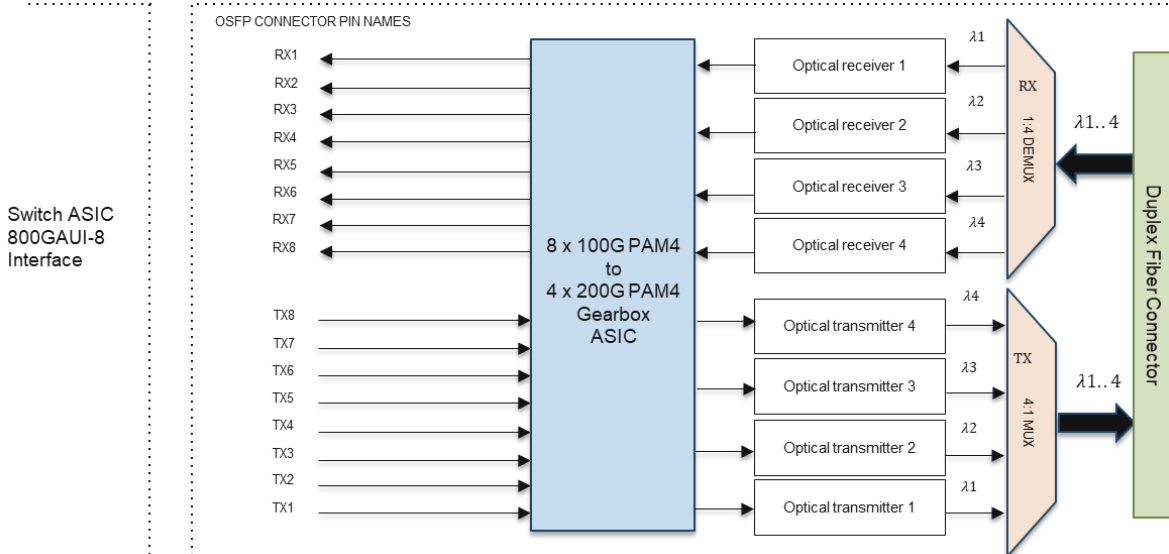 OSFP CONNECTOR PIN NAMES
RX1
RX2
RX3
RX4
RX5
RX6
RX7
RX8
TX8
TX7
TX6
TX5
TX4
TX3
TX2
TX1
Switch ASIC
800GAUI-8
Interface
8 x 100G PAM4
to
4 x 200G PAM4
Gearbox
ASIC
Optical receiver 1
Optical receiver 2
Optical receiver 3
Optical receiver 4
Optical transmitter 4
Optical transmitter 3
Optical transmitter 2
Optical transmitter 1
λ1
λ2
λ3
λ4
λ4
λ3
λ2
λ1
RX
1:4 DEMUX
TX
4:1 MUX
λ1..4
λ1..4
Duplex Fiber Connector